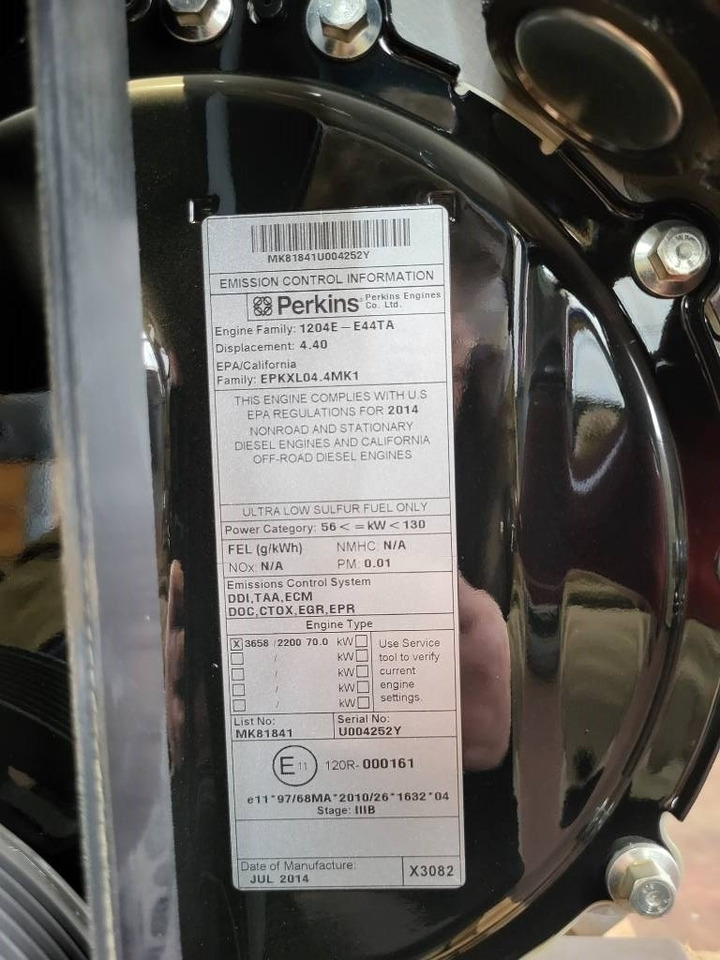 MK81841U004252Y
EMISSION CONTROL INFORMATION
Perkins Perkins Engines Co. Ltd.
Engine Family: 1204E - E44TA
Displacement: 4.40
EPA/California
Family: EPKXL04.4MK1
THIS ENGINE COMPLIES WITH U.S
EPA REGULATIONS FOR 2014
NONROAD AND STATIONARY
DIESEL ENGINES AND CALIFORNIA
OFF-ROAD DIESEL ENGINES
ULTRA LOW SULFUR FUEL ONLY
Power Category: 56 < = kW < 130
FEL (g/kWh) NMHC: N/A
NOx: N/A PM: 0.01
Emissions Control System
DDI,TAA,ECM
DOC,CTOX,EGR,EPR
Engine Type
X 3658 /2200 70.0 kW Use Service
/ kW tool to verify
/ kW current
/ kW engine
/ kW settings.
List No: Serial No:
MK81841 U004252Y
E 11 120R-000161
e11*97/68MA*2010/26*1632*04
Stage: IIIB
Date of Manufacture:
JUL 2014 X3082